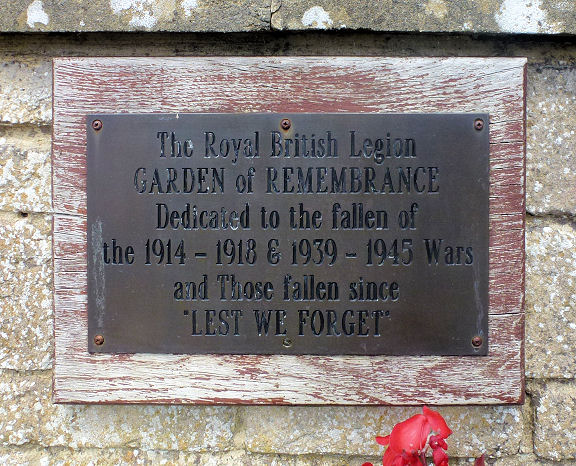 The Royal British Legion
GARDEN of REMEMBRANCE
Dedicated to the fallen of
the 1914 - 1918 & 1939 - 1945 Wars
and Those fallen since
"LEST WE FORGET"